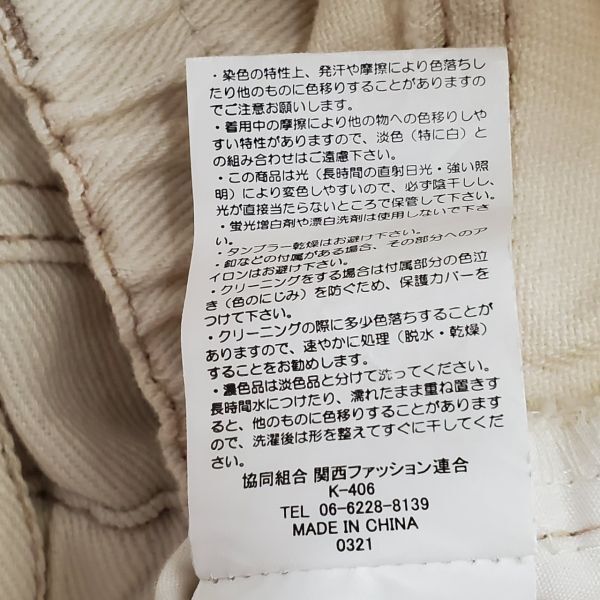 ・染色の特性上、発汗や摩擦により色落ちし
たり他のものに色移りすることがありますの
でご注意お願いします。
・着用中の摩擦により他の物への色移りしや
すい特性がありますので、淡色（特に白）と
の組み合わせはご遠慮下さい。
・この商品は光（長時間の直射日光・強い照
明）により変色しやすいので、必ず陰干しし、
光が直接当たらないところで保管して下さい。
・蛍光増白剤や漂白洗剤は使用しないで下さ
い。
・タンブラー乾燥はお避け下さい。
・釦などの付属がある場合、その部分へのア
イロンはお避け下さい。
・クリーニングをする場合は付属部分の色泣
き（色のにじみ）を防ぐため、保護カバーを
つけて下さい。
・クリーニングの際に多少色落ちすることが
ありますので、速やかに処理（脱水・乾燥）
することをお勧めします。
・濃色品は淡色品と分けて洗ってください。
長時間水につけたり、濡れたまま重ね置きす
ると、他のものに色移りすることがあります
ので、洗濯後は形を整えてすぐに干してくだ
さい。
協同組合 関西ファッション連合
K-406
TEL 06-6228-8139
MADE IN CHINA
0321